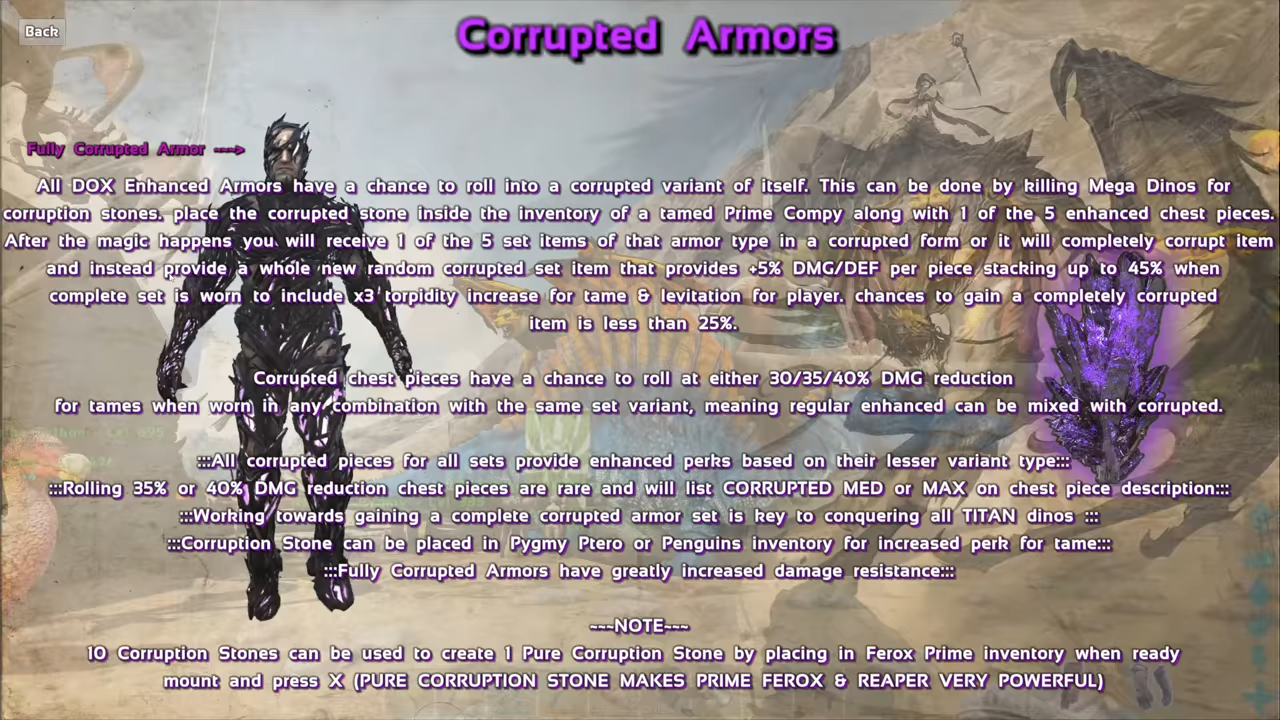 Back
Corrupted Armors
Fully Corrupted Armor ~~~>
All DOX Enhanced Armors have a chance to roll into a corrupted variant of itself. This can be done by killing Mega Dinos for
corruption stones. place the corrupted stone inside the inventory of a tamed Prime Compy along with 1 of the 5 enhanced chest pieces.
After the magic happens you will receive 1 of the 5 set items of that armor type in a corrupted form or it will completely corrupt item
and instead provide a whole new random corrupted set item that provides +5% DMG/DEF per piece stacking up to 45% when
complete set is worn to include x3 torpidity increase for tame & levitation for player. chances to gain a completely corrupted
item is less than 25%.
Corrupted chest pieces have a chance to roll at either 30/35/40% DMG reduction
for tames when worn in any combination with the same set variant, meaning regular enhanced can be mixed with corrupted.
:::All corrupted pieces for all sets provide enhanced perks based on their lesser variant type:::
:::Rolling 35% or 40% DMG reduction chest pieces are rare and will list CORRUPTED MED or MAX on chest piece description:::
:::Working towards gaining a complete corrupted armor set is key to conquering all TITAN dinos :::
:::Corruption Stone can be placed in Pygmy Ptero or Penguins inventory for increased perk for tame:::
:::Fully Corrupted Armors have greatly increased damage resistance:::
~~~NOTE~~~
10 Corruption Stones can be used to create 1 Pure Corruption Stone by placing in Ferox Prime inventory when ready
mount and press X (PURE CORRUPTION STONE MAKES PRIME FEROX & REAPER VERY POWERFUL)